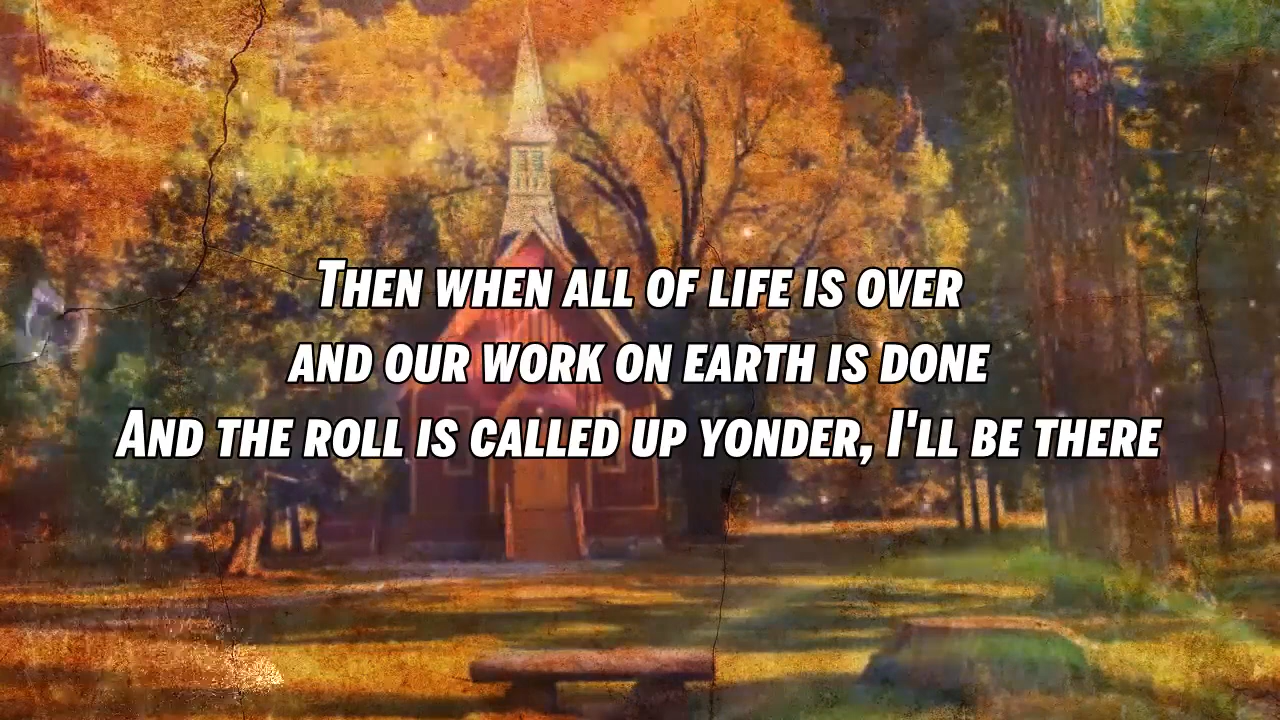 Then when all of life is over
and our work on earth is done
And the roll is called up yonder, I'll be there